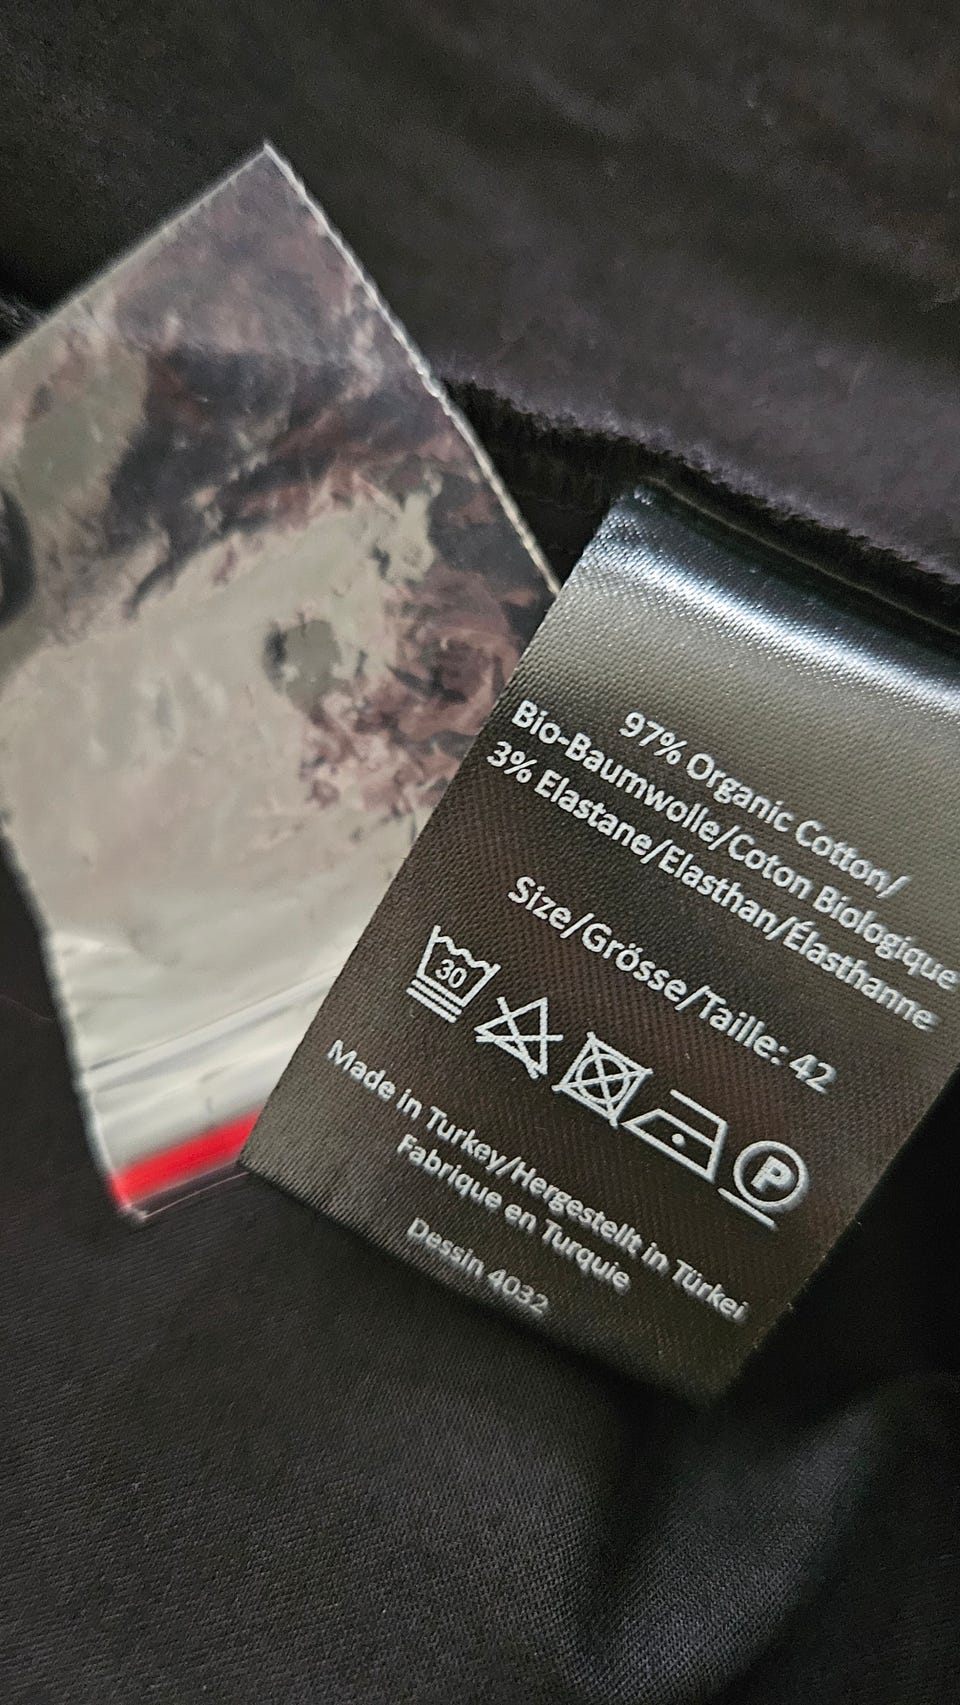 97% Organic Cotton/
Bio-Baumwolle/Coton Biologique
3% Elastane/Elasthan/Élasthanne
Size/Grösse/Taille: 42
30
P
Made in Turkey/Hergestellt in Türkei
Fabrique en Turquie
Dessin 4032